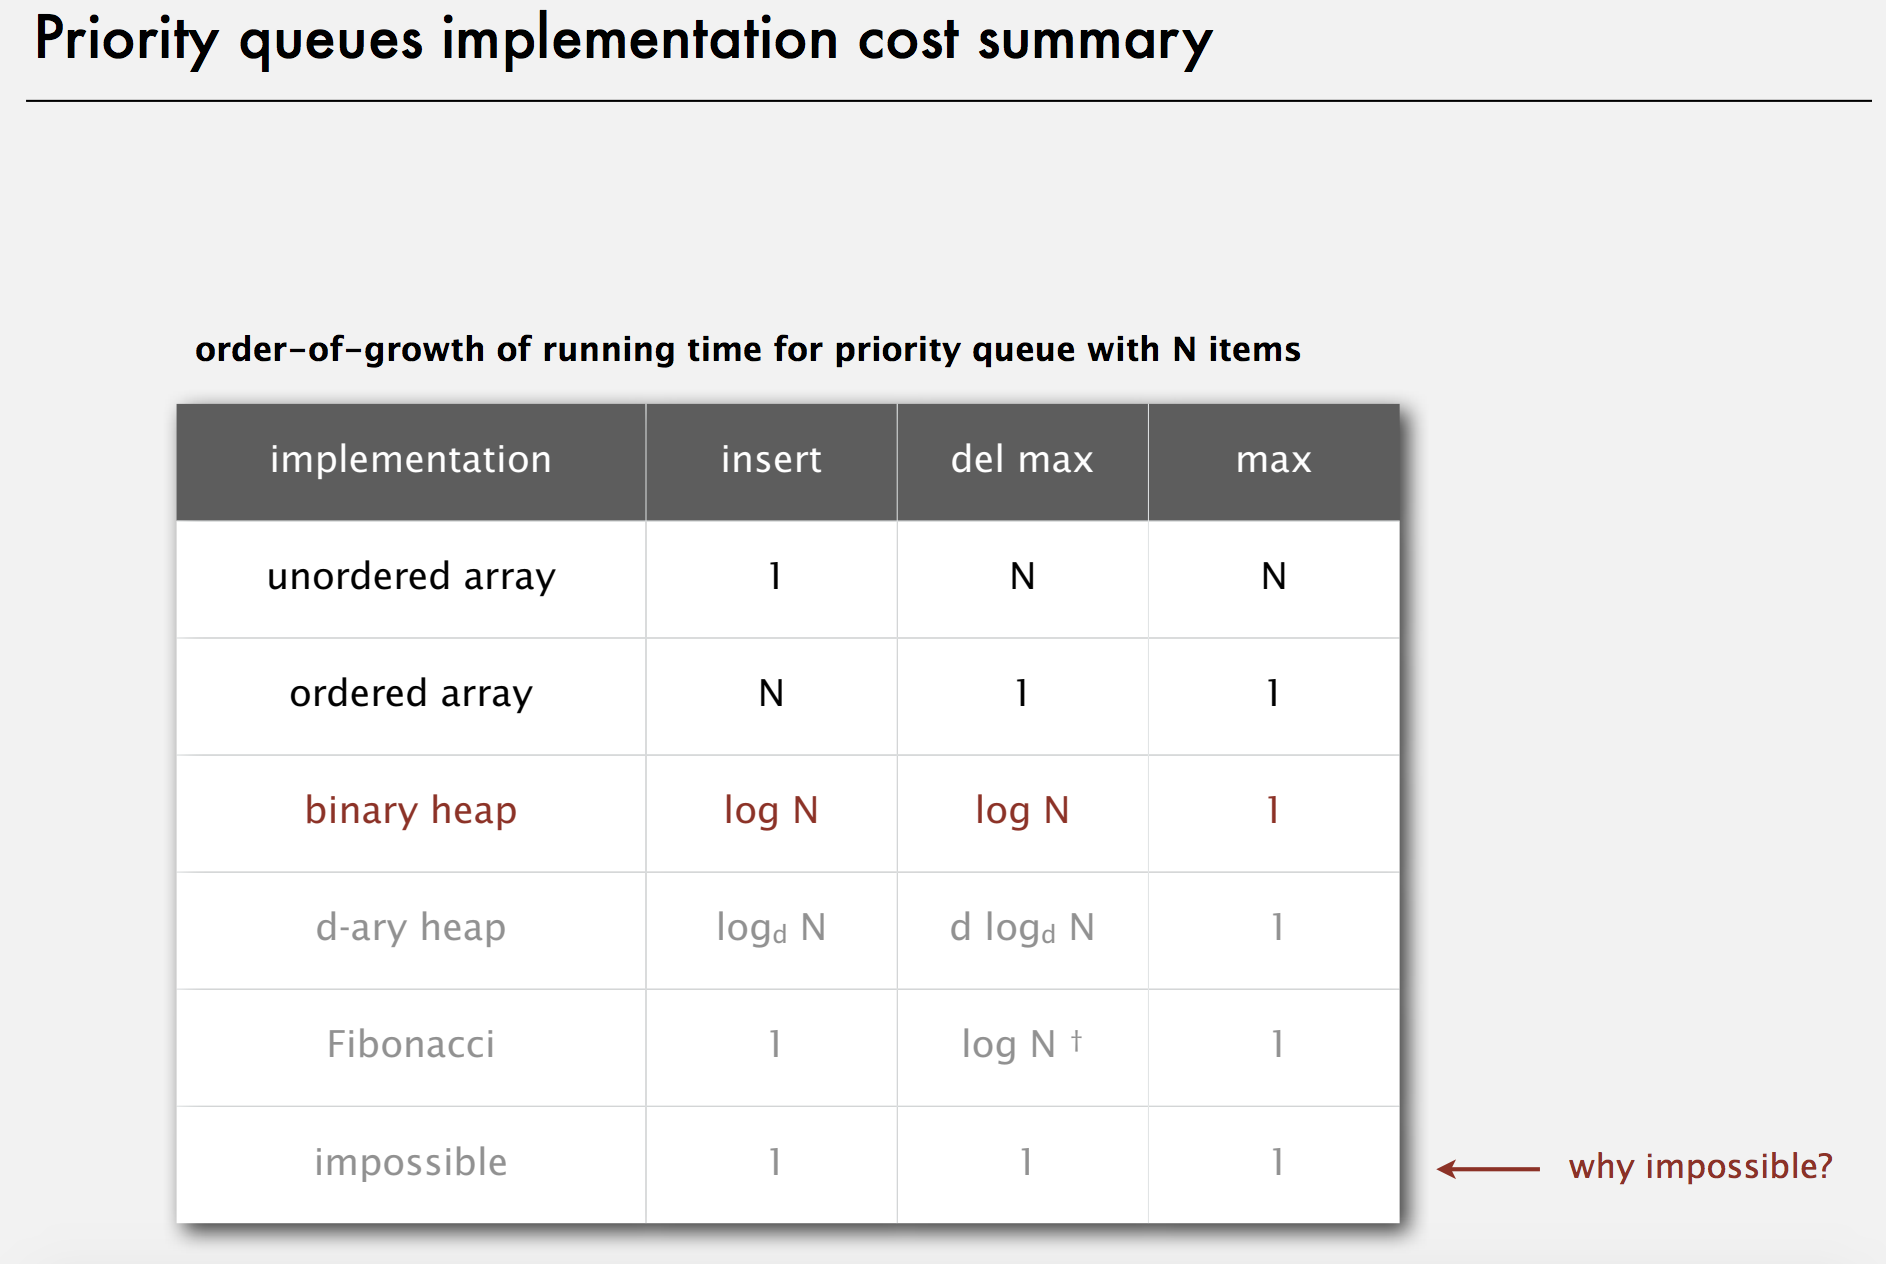 Priority queues implementation cost summary
order-of-growth of running time for priority queue with N items
implementation insert del max max
unordered array 1 N N
ordered array N 1 1
binary heap log N log N 1
d-ary heap log_d N d log_d N 1
Fibonacci 1 log N † 1
impossible 1 1 1 why impossible?